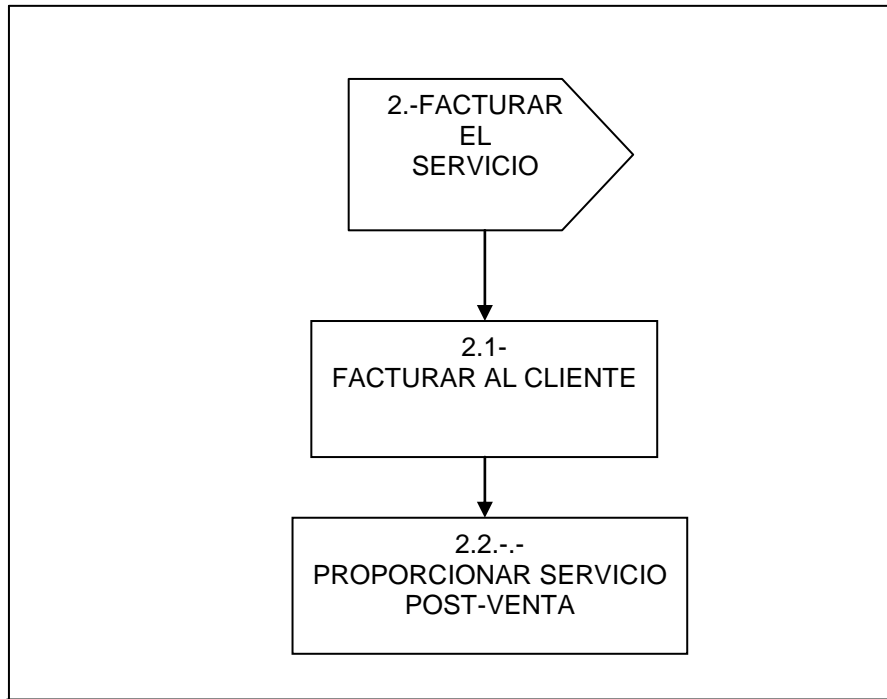 2.-FACTURAR
EL
SERVICIO
2.1-
FACTURAR AL CLIENTE
2.2.-.-
PROPORCIONAR SERVICIO
POST-VENTA